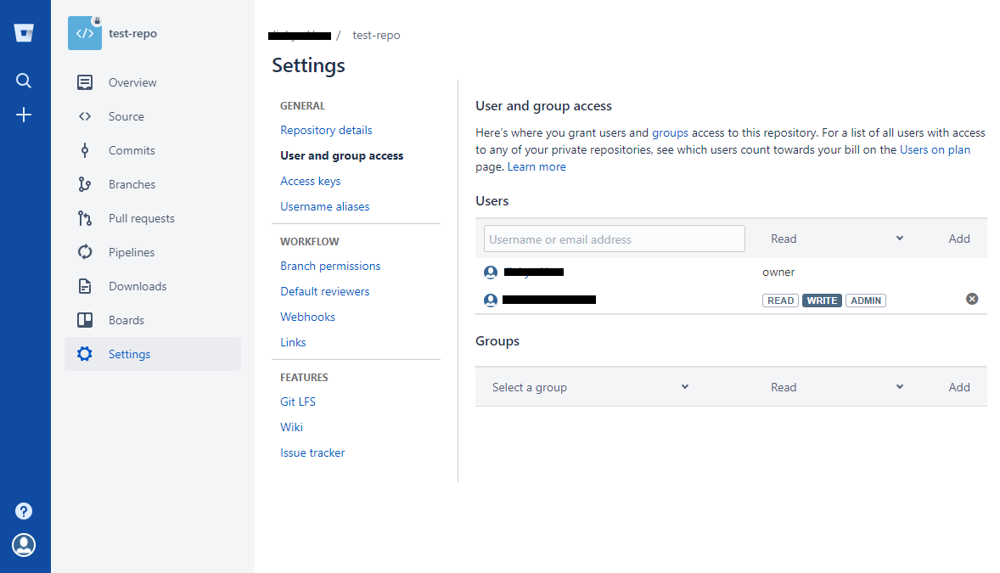 test-repo
Overview
Source
Commits
Branches
Pull requests
Pipelines
Downloads
Boards
Settings
/ test-repo
Settings
GENERAL
Repository details
User and group access
Access keys
Username aliases
WORKFLOW
Branch permissions
Default reviewers
Webhooks
Links
FEATURES
Git LFS
Wiki
Issue tracker
User and group access
Here’s where you grant users and groups access to this repository. For a list of all users with access
to any of your private repositories, see which users count towards your bill on the Users on plan
page. Learn more
Users
Username or email address Read Add
owner
READ WRITE ADMIN
Groups
Select a group Read Add